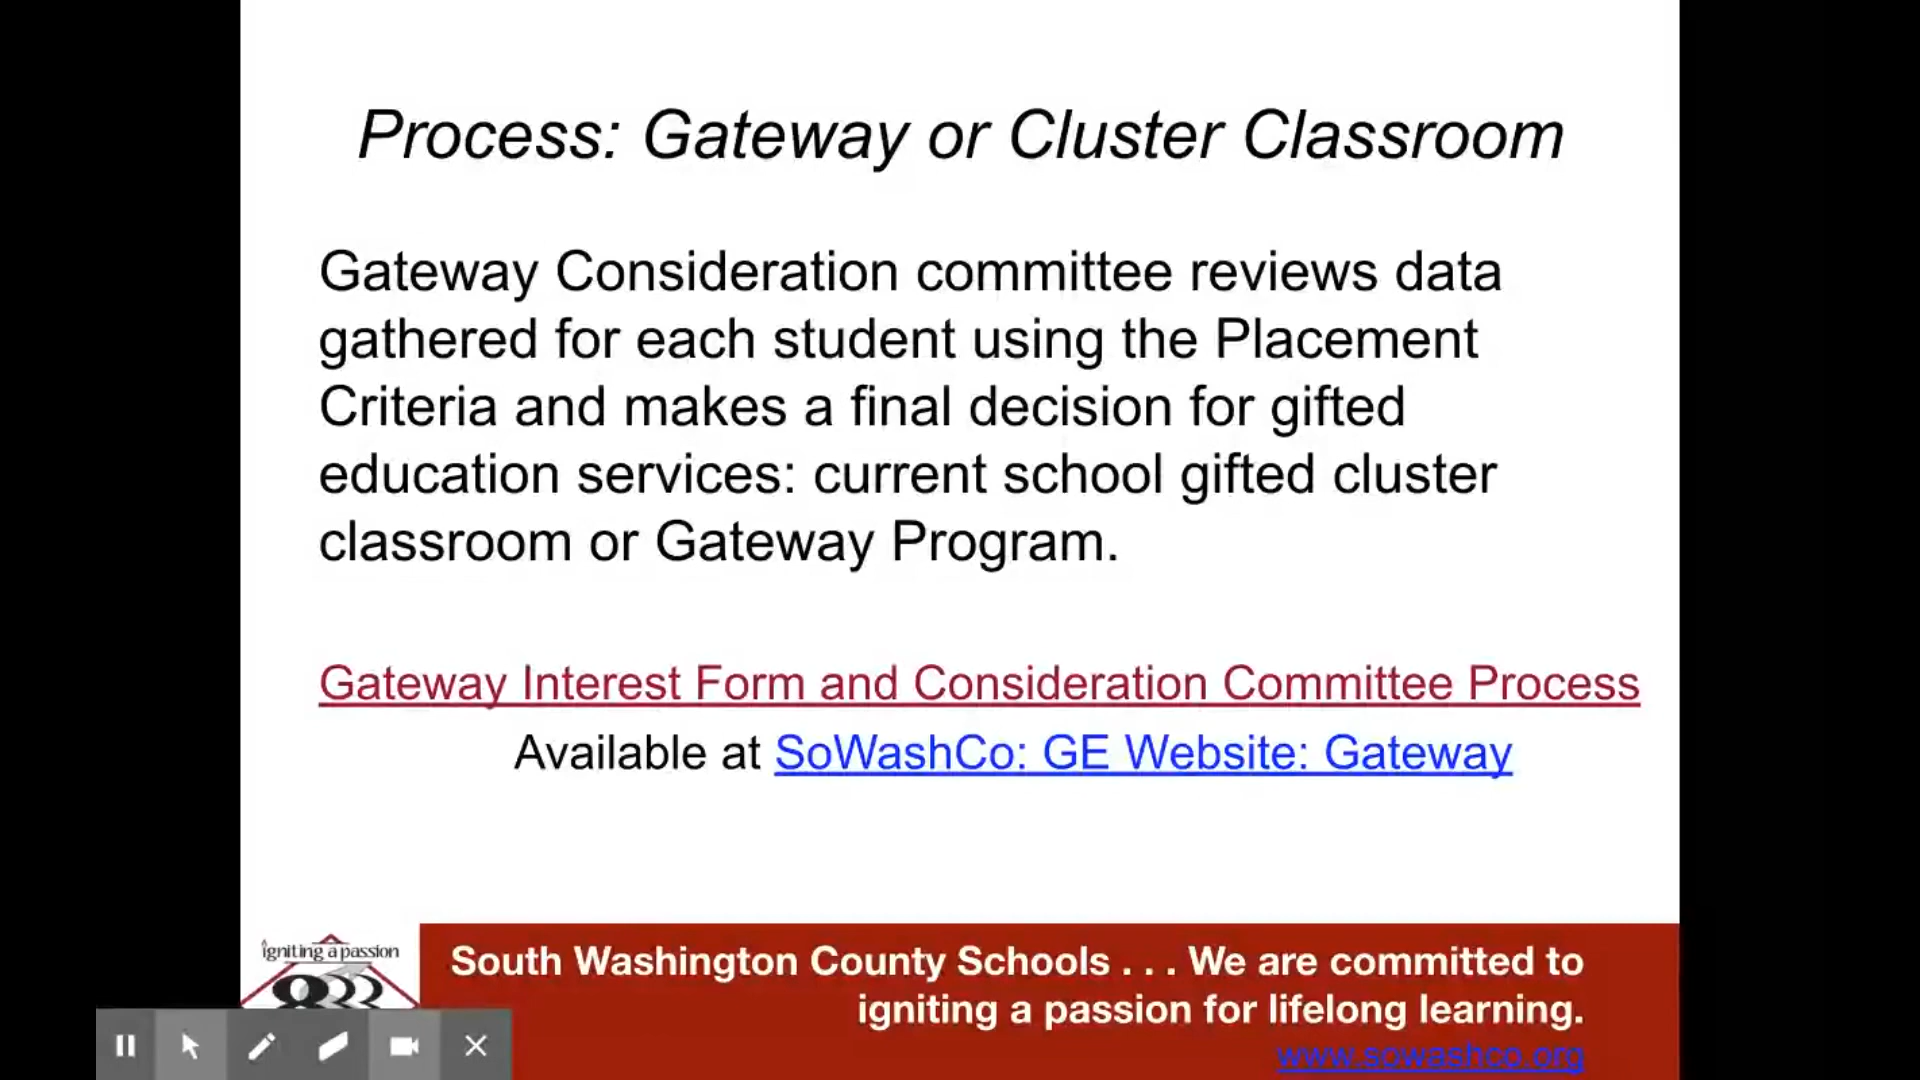 Process: Gateway or Cluster Classroom
Gateway Consideration committee reviews data
gathered for each student using the Placement
Criteria and makes a final decision for gifted
education services: current school gifted cluster
classroom or Gateway Program.
Gateway Interest Form and Consideration Committee Process
Available at SoWashCo: GE Website: Gateway
igniting a passion
833
South Washington County Schools . . . We are committed to
igniting a passion for lifelong learning.
www.sowashco.org